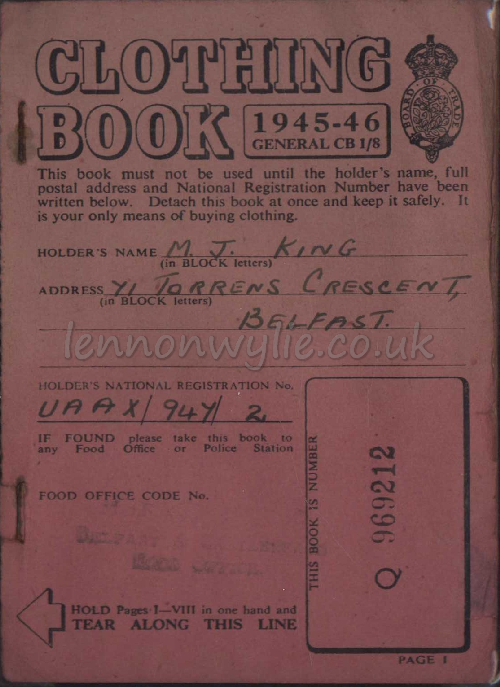 CLOTHING
BOOK 1945-46
GENERAL CB 1/8
BOARD OF TRADE
This book must not be used until the holder's name, full
postal address and National Registration Number have been
written below. Detach this book at once and keep it safely. It
is your only means of buying clothing.
HOLDER'S NAME M. J. KING
(in BLOCK letters)
ADDRESS 41 TORRENS CRESCENT,
(in BLOCK letters)
BELFAST.
lennonwylie.co.uk
HOLDER'S NATIONAL REGISTRATION No.
UAAX/947/2
IF FOUND please take this book to
any Food Office or Police Station
FOOD OFFICE CODE No.
BELFAST &
FOOD OFFICE
THIS BOOK IS NUMBER
Q 969212
HOLD Pages I—VIII in one hand and
TEAR ALONG THIS LINE
PAGE I